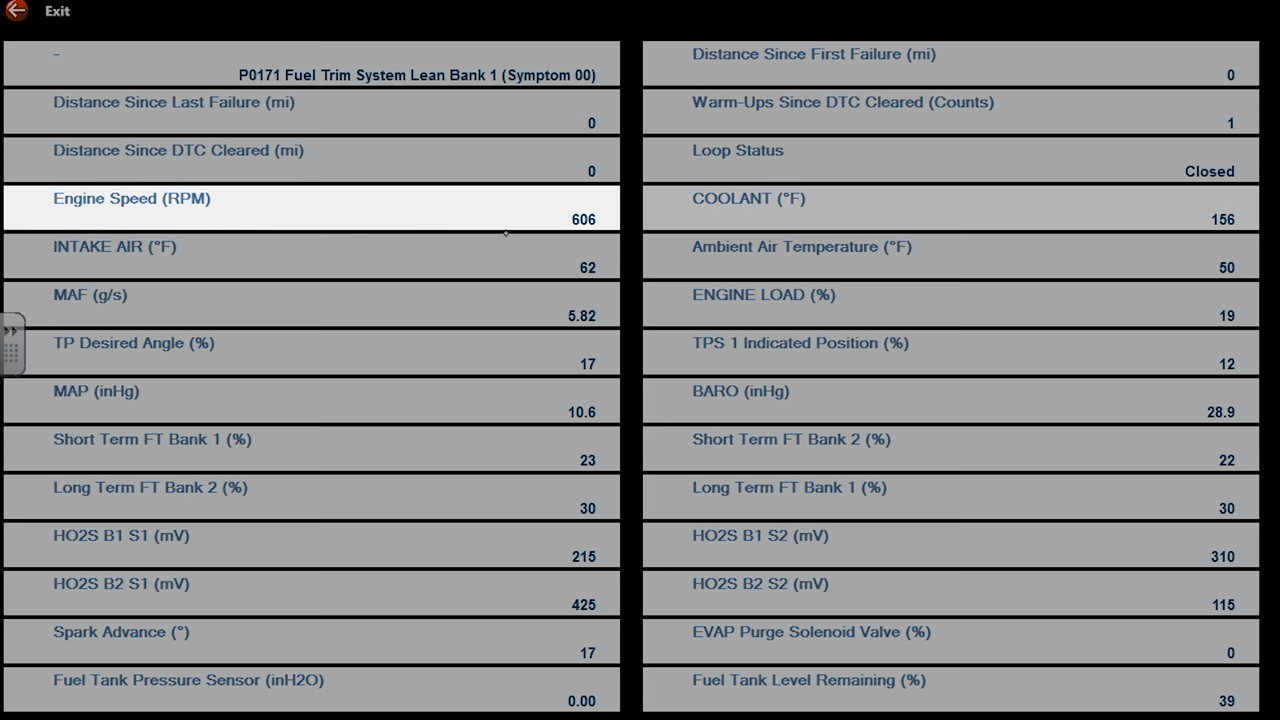 Exit
-
P0171 Fuel Trim System Lean Bank 1 (Symptom 00)
Distance Since First Failure (mi)
0
Distance Since Last Failure (mi)
0
Warm-Ups Since DTC Cleared (Counts)
1
Distance Since DTC Cleared (mi)
0
Loop Status
Closed
Engine Speed (RPM)
606
COOLANT (°F)
156
INTAKE AIR (°F)
62
Ambient Air Temperature (°F)
50
MAF (g/s)
5.82
ENGINE LOAD (%)
19
TP Desired Angle (%)
17
TPS 1 Indicated Position (%)
12
MAP (inHg)
10.6
BARO (inHg)
28.9
Short Term FT Bank 1 (%)
23
Short Term FT Bank 2 (%)
22
Long Term FT Bank 2 (%)
30
Long Term FT Bank 1 (%)
30
HO2S B1 S1 (mV)
215
HO2S B1 S2 (mV)
310
HO2S B2 S1 (mV)
425
HO2S B2 S2 (mV)
115
Spark Advance (°)
17
EVAP Purge Solenoid Valve (%)
0
Fuel Tank Pressure Sensor (inH2O)
0.00
Fuel Tank Level Remaining (%)
39